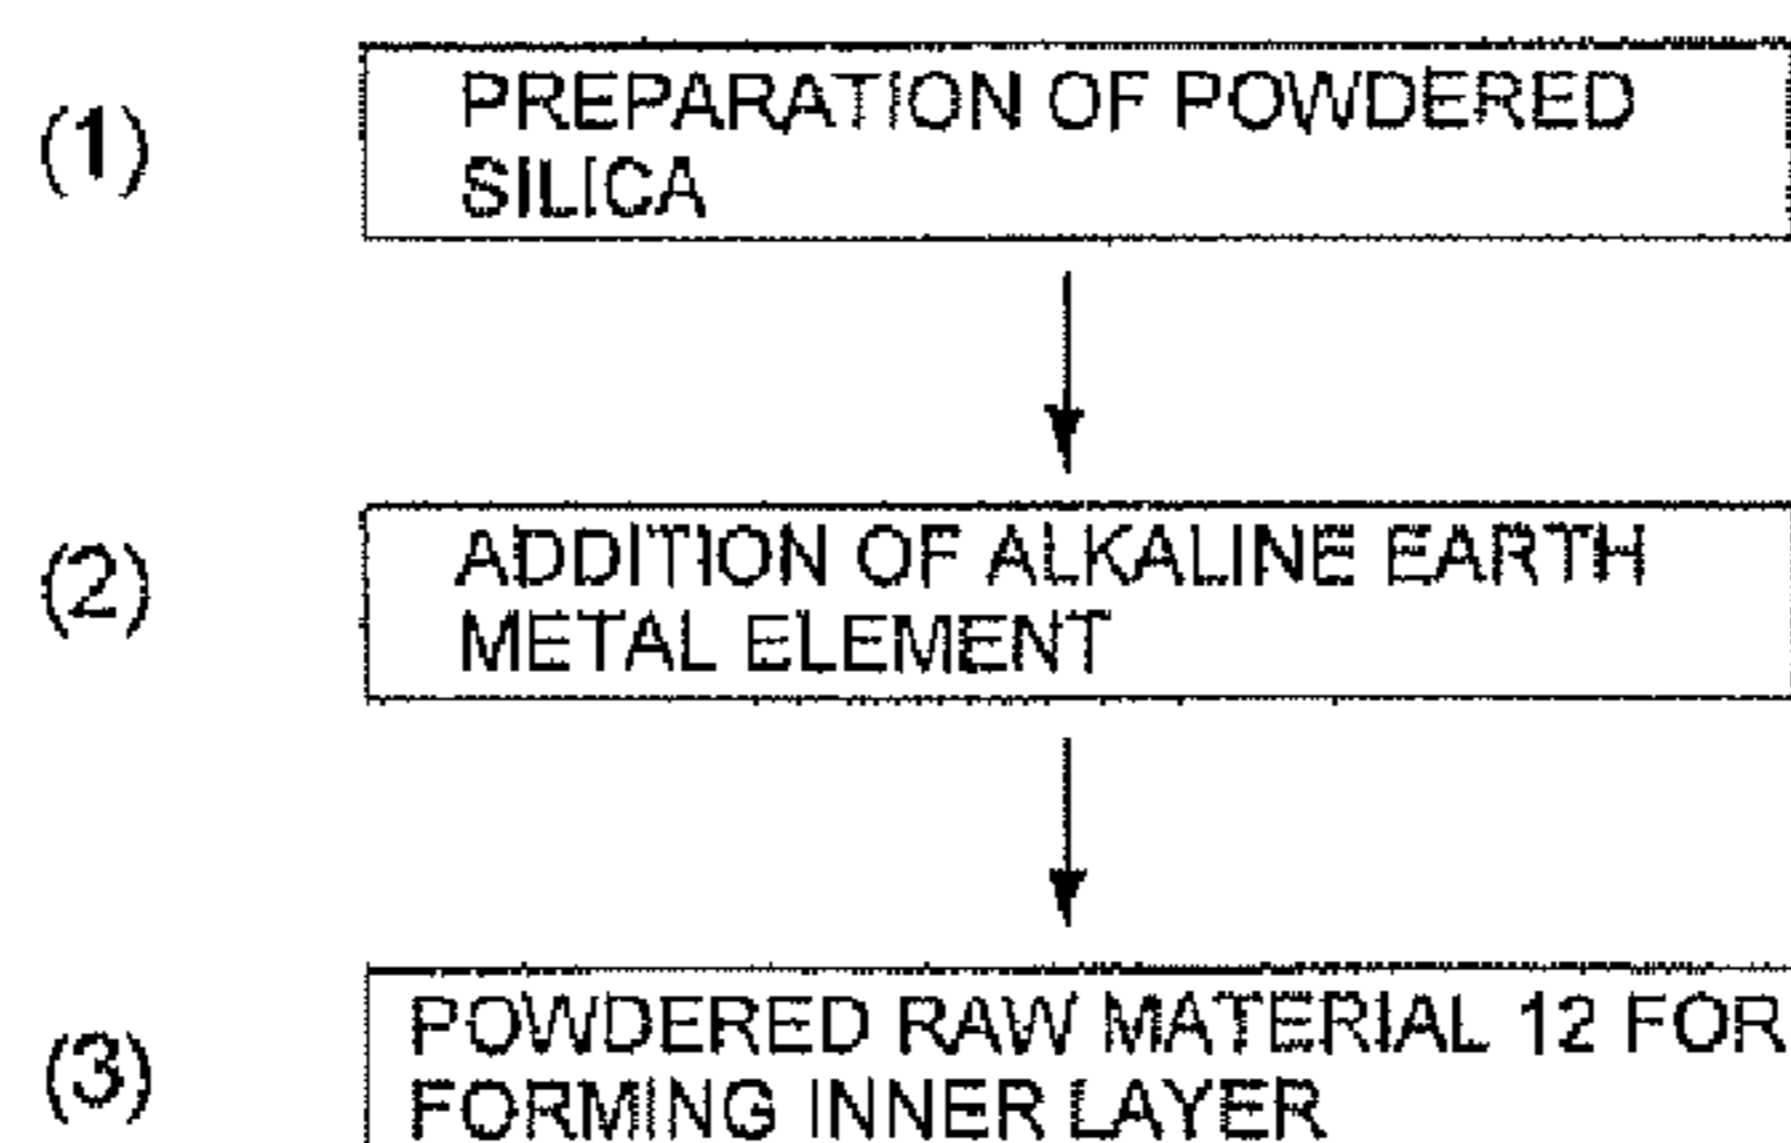 (1)
PREPARATION OF POWDERED
SILICA
(2)
ADDITION OF ALKALINE EARTH
METAL ELEMENT
(3)
POWDERED RAW MATERIAL 12 FOR
FORMING INNER LAYER